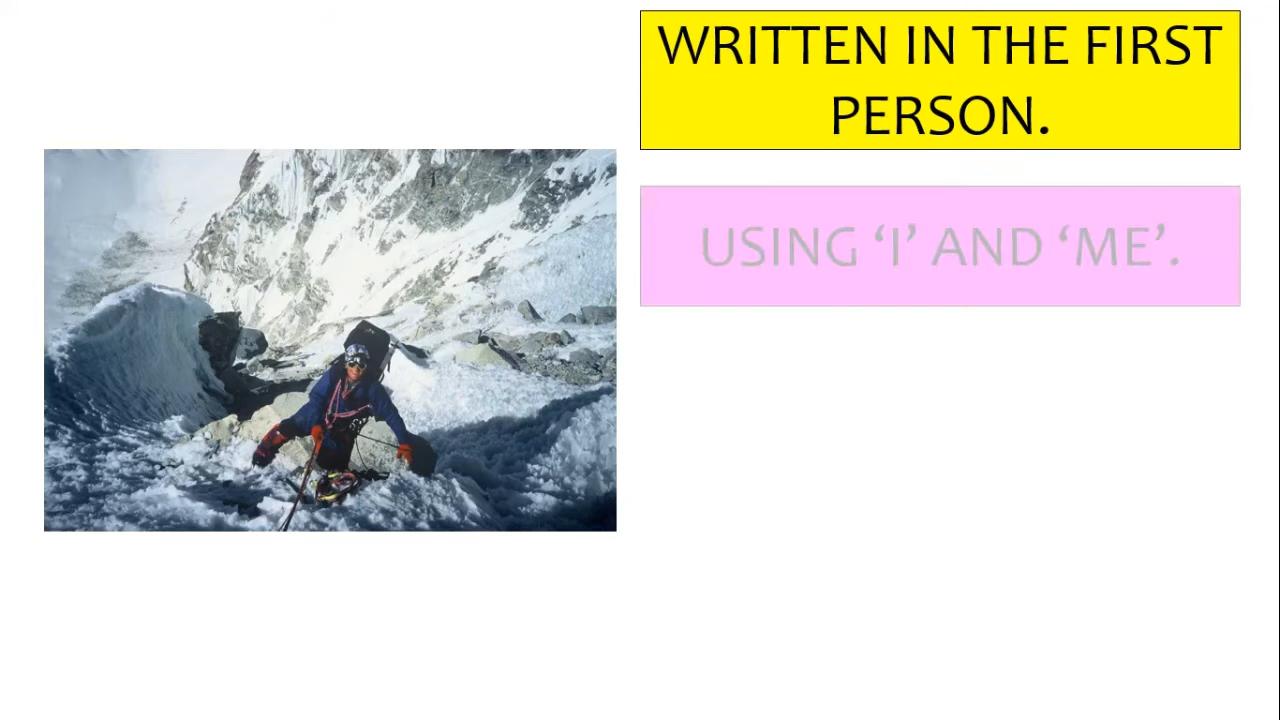 WRITTEN IN THE FIRST
PERSON.
USING ‘I’ AND ‘ME’.